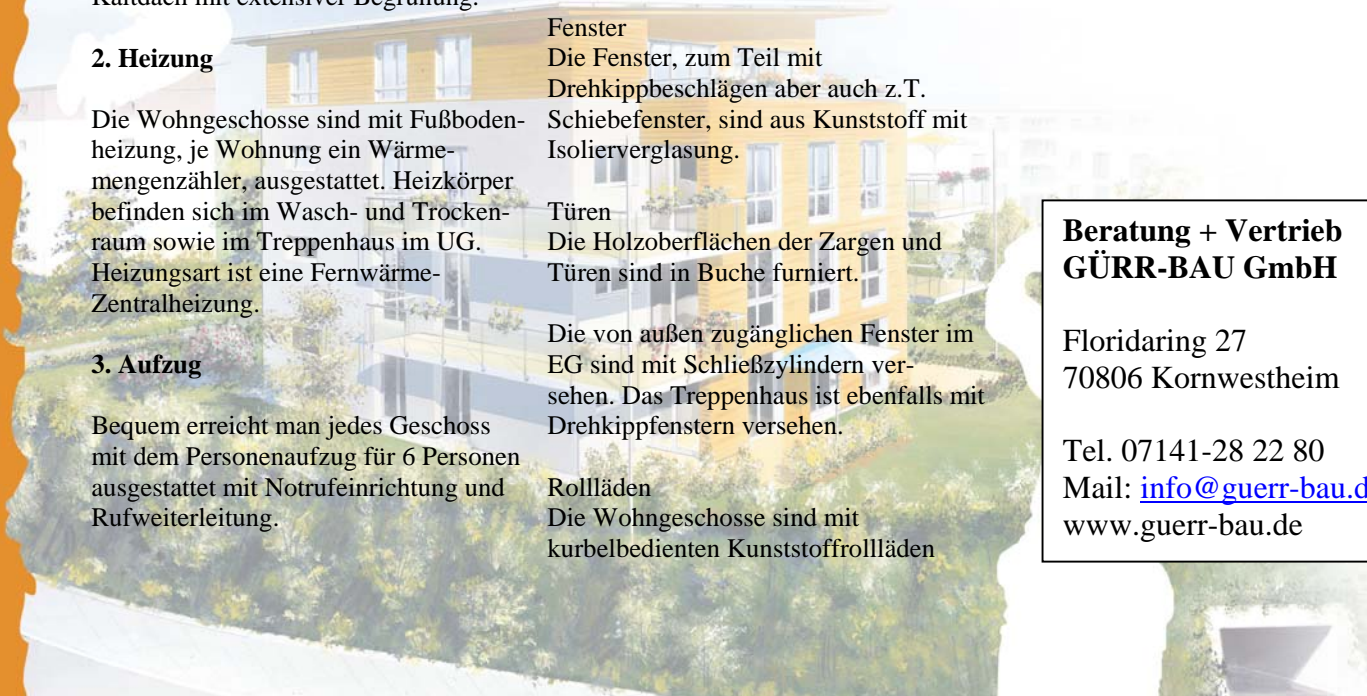 Kaltdach mit extensiver Begrünung.
2. Heizung
Die Wohngeschosse sind mit Fußboden-
heizung, je Wohnung ein Wärme-
mengenzähler, ausgestattet. Heizkörper
befinden sich im Wasch- und Trocken-
raum sowie im Treppenhaus im UG.
Heizungsart ist eine Fernwärme-
Zentralheizung.
3. Aufzug
Bequem erreicht man jedes Geschoss
mit dem Personenaufzug für 6 Personen
ausgestattet mit Notrufeinrichtung und
Rufweiterleitung.
Fenster
Die Fenster, zum Teil mit
Drehkippbeschlägen aber auch z.T.
Schiebefenster, sind aus Kunststoff mit
Isolierverglasung.
Türen
Die Holzoberflächen der Zargen und
Türen sind in Buche furniert.
Die von außen zugänglichen Fenster im
EG sind mit Schließzylindern ver-
sehen. Das Treppenhaus ist ebenfalls mit
Drehkippfenstern versehen.
Rollläden
Die Wohngeschosse sind mit
kurbelbedienten Kunststoffrollläden
Beratung + Vertrieb
GÜRR-BAU GmbH
Floridaring 27
70806 Kornwestheim
Tel. 07141-28 22 80
Mail: info@guerr-bau.d
www.guerr-bau.de